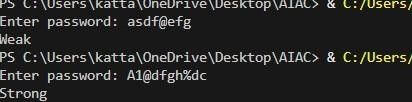 PS C:\Users\katta\OneDrive\Desktop\AIAC> & C:/Users/
Enter password: asdf@efg
Weak
PS C:\Users\katta\OneDrive\Desktop\AIAC> & C:/Users/
Enter password: A1@dfgh%dc
Strong